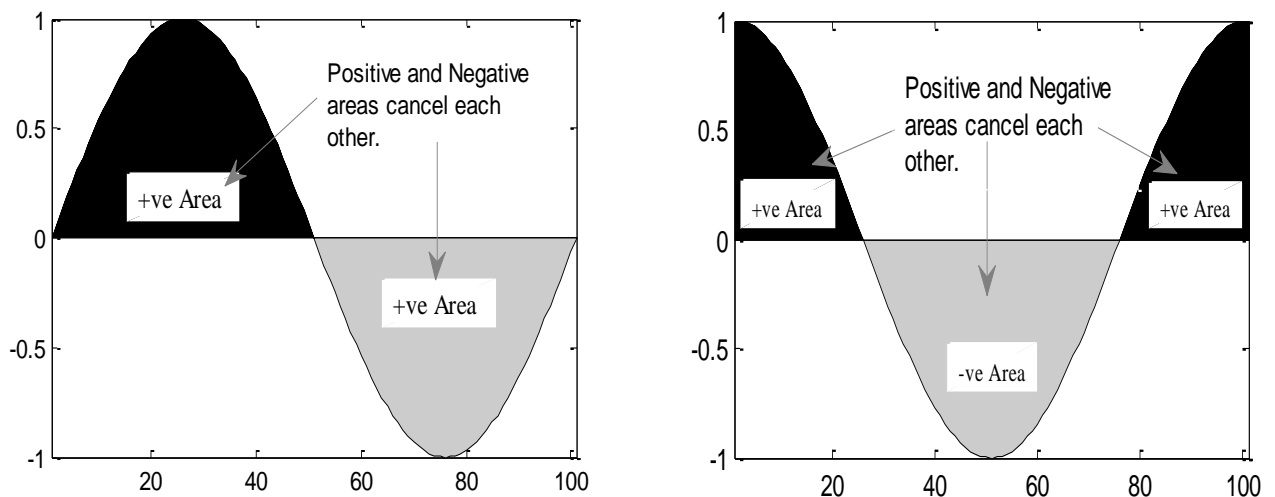 1
0.5
0
-0.5
-1
20
40
60
80
100
Positive and Negative
areas cancel each
other.
+ve Area
+ve Area
1
0.5
0
-0.5
-1
20
40
60
80
100
Positive and Negative
areas cancel each
other.
+ve Area
+ve Area
-ve Area